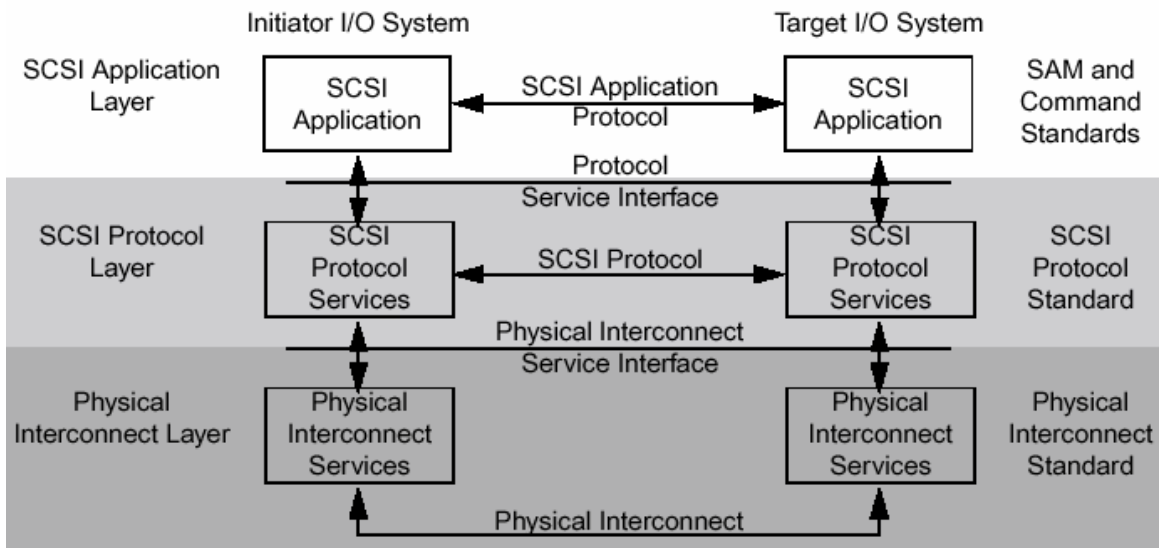 Initiator I/O System
Target I/O System
SCSI Application
Layer
SCSI
Application
SCSI Application
Protocol
SCSI
Application
SAM and
Command
Standards
Protocol
Service Interface
SCSI Protocol
Layer
SCSI
Protocol
Services
SCSI Protocol
SCSI
Protocol
Services
SCSI
Protocol
Standard
Physical Interconnect
Service Interface
Physical
Interconnect Layer
Physical
Interconnect
Services
Physical
Interconnect
Services
Physical
Interconnect
Standard
Physical Interconnect